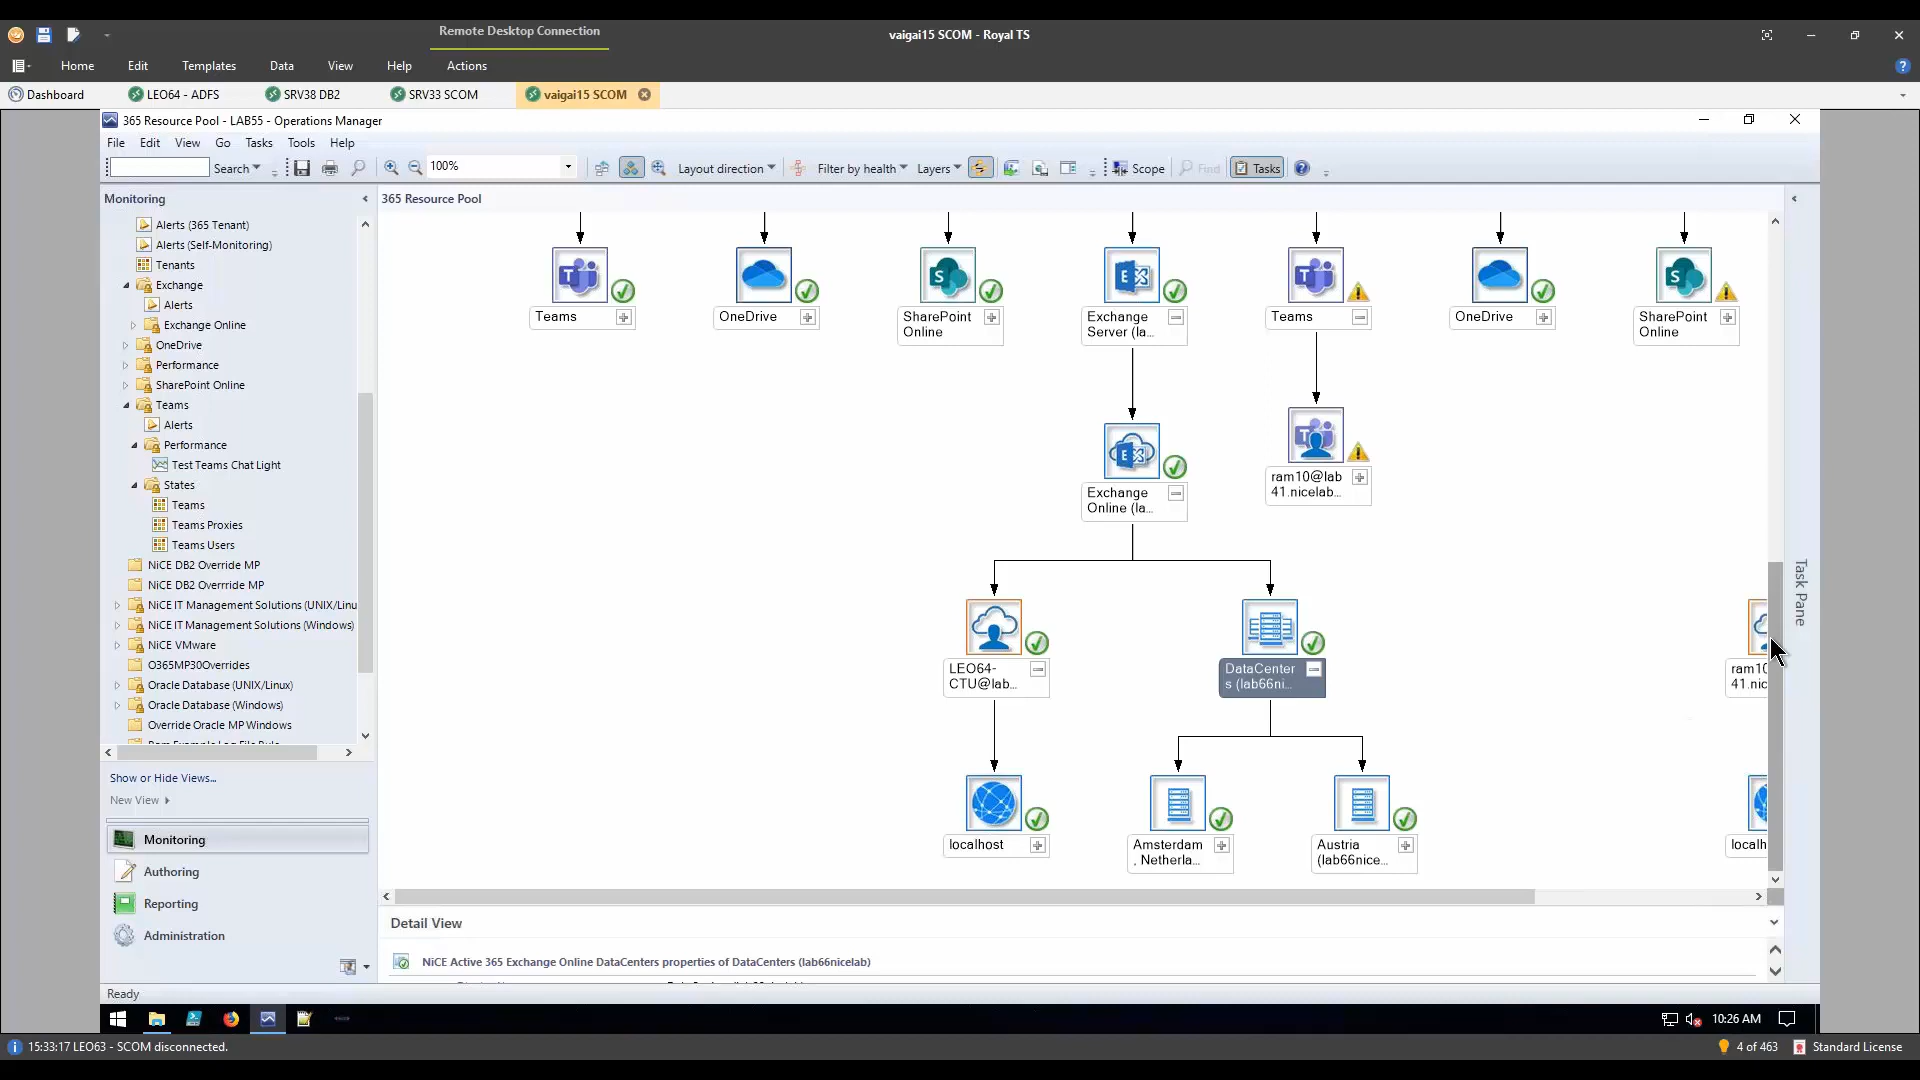 Remote Desktop Connection
vaigai15 SCOM - Royal TS
Home Edit Templates Data View Help Actions
Dashboard LEO64 - ADFS SRV38 DB2 SRV33 SCOM vaigai15 SCOM
365 Resource Pool - LAB55 - Operations Manager
File Edit View Go Tasks Tools Help
Search 100% Layout direction Filter by health Layers Scope Find Tasks
Monitoring
365 Resource Pool
Alerts (365 Tenant)
Alerts (Self-Monitoring)
Tenants
Exchange
Alerts
Exchange Online
OneDrive
Performance
SharePoint Online
Teams
Alerts
Performance
Test Teams Chat Light
States
Teams
Teams Proxies
Teams Users
NiCE DB2 Override MP
NiCE DB2 Overrride MP
NiCE IT Management Solutions (UNIX/Linu
NiCE IT Management Solutions (Windows)
NiCE VMware
O365MP30Overrides
Oracle Database (UNIX/Linux)
Oracle Database (Windows)
Override Oracle MP Windows
Show or Hide Views...
New View
Monitoring
Authoring
Reporting
Administration
Teams
OneDrive
SharePoint
Online
Exchange
Server (la...
Teams
OneDrive
SharePoint
Online
Exchange
Online (la...
ram10@lab
41.nicelab...
LEO64-
CTU@lab...
DataCenter
s (lab66ni...
ram10
41.nic
localhost
Amsterdam
, Netherla...
Austria
(lab66nice...
localh
Task Pane
Detail View
NiCE Active 365 Exchange Online DataCenters properties of DataCenters (lab66nicelab)
Ready
10:26 AM
15:33:17 LEO63 - SCOM disconnected.
4 of 463 Standard License